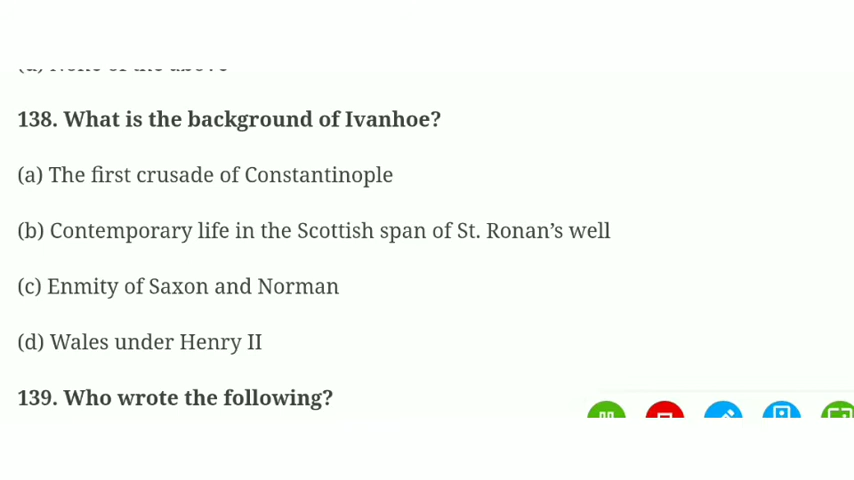 138. What is the background of Ivanhoe?
(a) The first crusade of Constantinople
(b) Contemporary life in the Scottish span of St. Ronan’s well
(c) Enmity of Saxon and Norman
(d) Wales under Henry II
139. Who wrote the following?